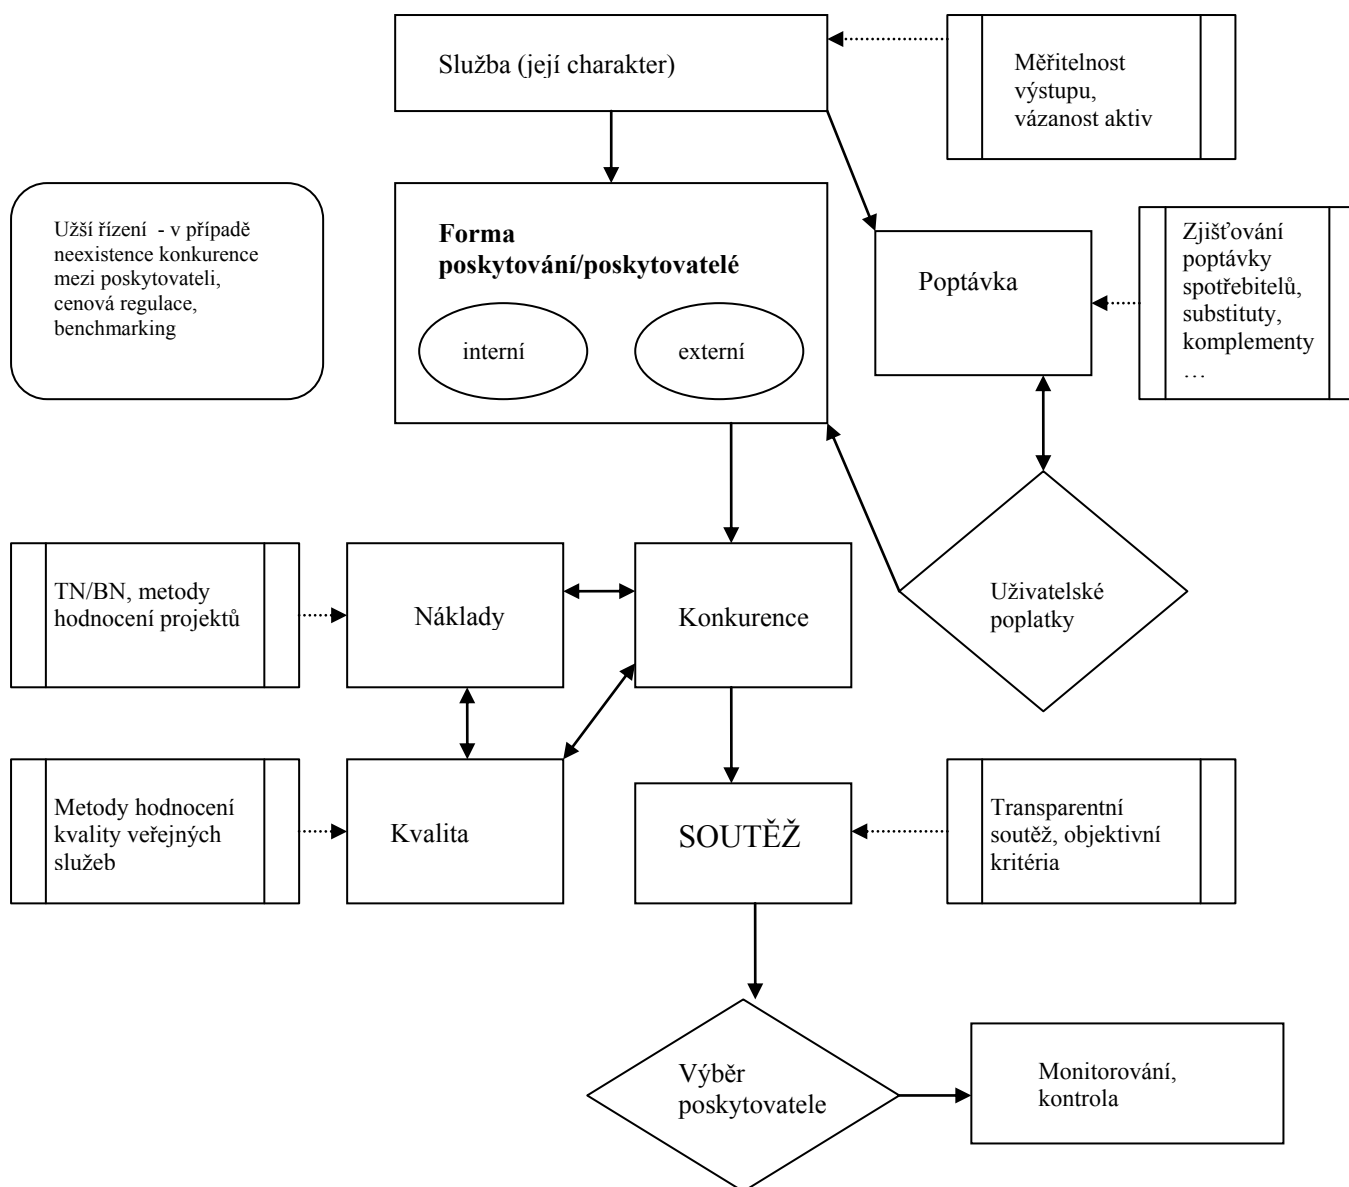 Služba (její charakter)
Měřitelnost
výstupu,
vázanost aktiv
Užší řízení - v případě
neexistence konkurence
mezi poskytovateli,
cenová regulace,
benchmarking
Forma
poskytování/poskytovatelé
interní
externí
Poptávka
Zjišťování
poptávky
spotřebitelů,
substituty,
komplementy
…
TN/BN, metody
hodnocení projektů
Náklady
Konkurence
Uživatelské
poplatky
Metody hodnocení
kvality veřejných
služeb
Kvalita
SOUTĚŽ
Transparentní
soutěž, objektivní
kritéria
Výběr
poskytovatele
Monitorování,
kontrola